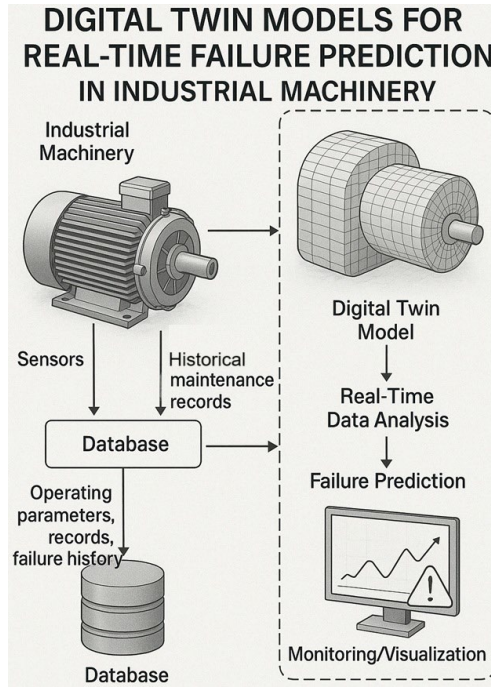 DIGITAL TWIN MODELS FOR
REAL-TIME FAILURE PREDICTION
IN INDUSTRIAL MACHINERY
Industrial
Machinery
Sensors
Historical
maintenance
records
Database
Operating
parameters,
records,
failure history
Database
Digital Twin
Model
Real-Time
Data Analysis
Failure Prediction
!
Monitoring/Visualization